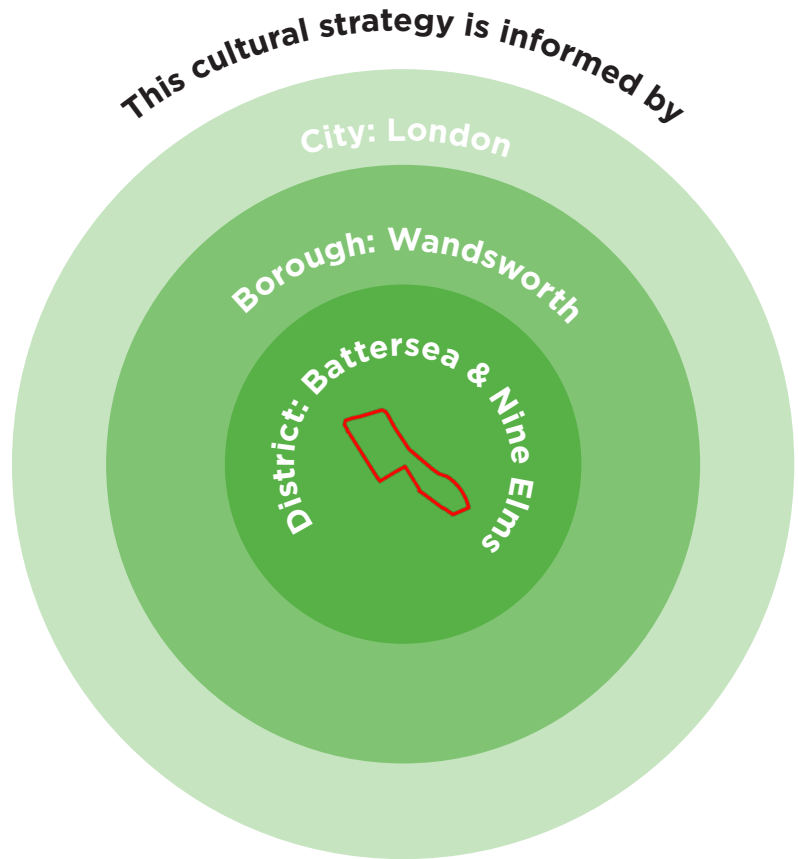 This cultural strategy is informed by
City: London
Borough: Wandsworth
District: Battersea & Nine Elms